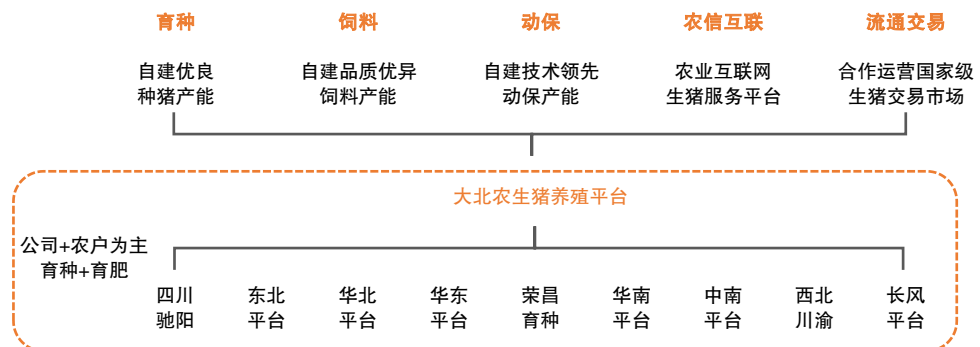 育种 饲料 动保 农信互联 流通交易
自建优良 自建品质优异 自建技术领先 农业互联网 合作运营国家级
种猪产能 饲料产能 动保产能 生猪服务平台 生猪交易市场
大北农生猪养殖平台
公司+农户为主
育种+育肥
四川 东北 华北 华东 荣昌 华南 中南 西北 长风
驰阳 平台 平台 平台 育种 平台 平台 川渝 平台